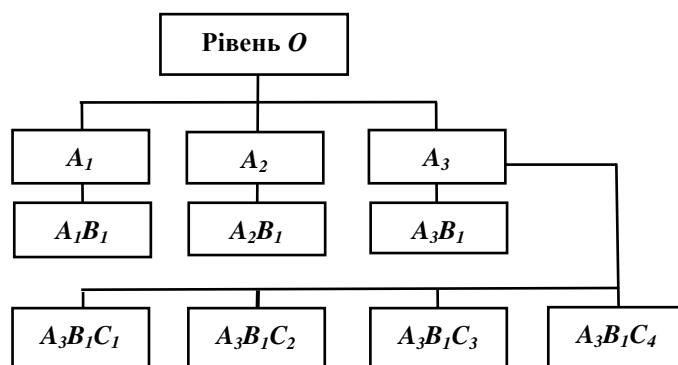 Рівень O
A₁ A₂ A₃
A₁B₁ A₂B₁ A₃B₁
A₃B₁C₁ A₃B₁C₂ A₃B₁C₃ A₃B₁C₄